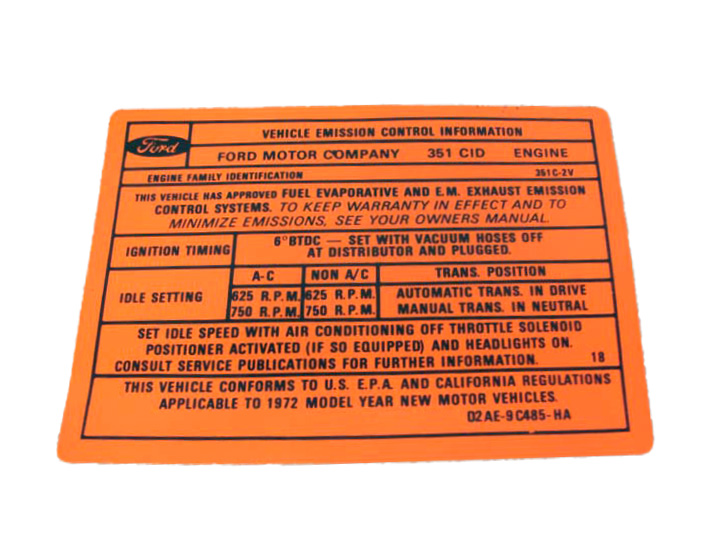 Ford
VEHICLE EMISSION CONTROL INFORMATION
FORD MOTOR COMPANY 351 CID ENGINE
ENGINE FAMILY IDENTIFICATION 351C-2V
THIS VEHICLE HAS APPROVED FUEL EVAPORATIVE AND E.M. EXHAUST EMISSION
CONTROL SYSTEMS. TO KEEP WARRANTY IN EFFECT AND TO
MINIMIZE EMISSIONS, SEE YOUR OWNERS MANUAL.
IGNITION TIMING
6°BTDC — SET WITH VACUUM HOSES OFF
AT DISTRIBUTOR AND PLUGGED.
A-C NON A/C TRANS. POSITION
IDLE SETTING
625 R.P.M. 625 R.P.M. AUTOMATIC TRANS. IN DRIVE
750 R.P.M. 750 R.P.M. MANUAL TRANS. IN NEUTRAL
SET IDLE SPEED WITH AIR CONDITIONING OFF THROTTLE SOLENOID
POSITIONER ACTIVATED (IF SO EQUIPPED) AND HEADLIGHTS ON.
CONSULT SERVICE PUBLICATIONS FOR FURTHER INFORMATION. 18
THIS VEHICLE CONFORMS TO U.S. E.P.A. AND CALIFORNIA REGULATIONS
APPLICABLE TO 1972 MODEL YEAR NEW MOTOR VEHICLES.
D2AE-9C485-HA